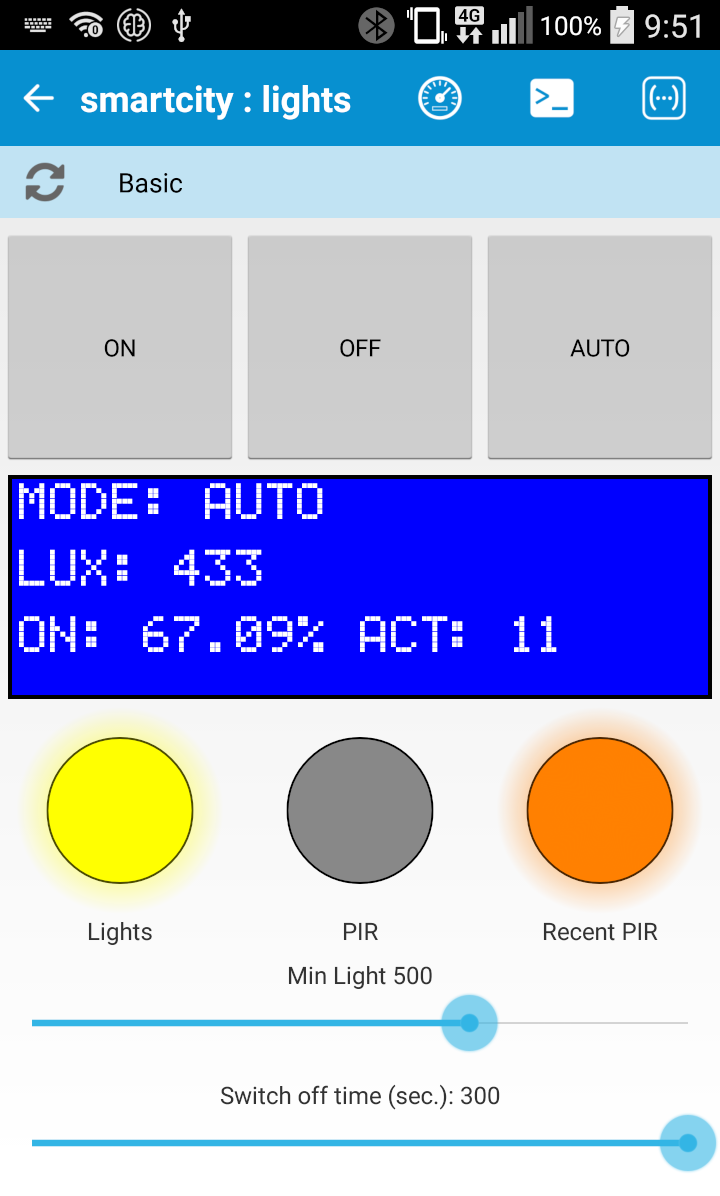 4G 100% 9:51
smartcity : lights
Basic
ON OFF AUTO
MODE: AUTO
LUX: 433
ON: 67.09% ACT: 11
Lights PIR Recent PIR
Min Light 500
Switch off time (sec.): 300